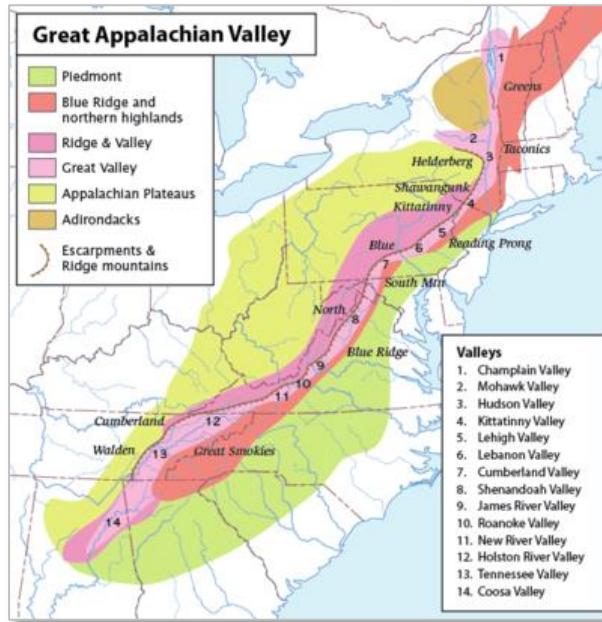 Great Appalachian Valley
Piedmont
Blue Ridge and
northern highlands
Ridge & Valley
Great Valley
Appalachian Plateaus
Adirondacks
Escarpments &
Ridge mountains
1
Greens
2
Taconics
3
Helderberg
Shawangunk
4
Kittatinny
5
Blue
6
Reading Prong
7
South Mtn
North
8
Blue Ridge
9
10
11
Cumberland
12
Walden
13
Great Smokies
14
Valleys
1. Champlain Valley
2. Mohawk Valley
3. Hudson Valley
4. Kittatinny Valley
5. Lehigh Valley
6. Lebanon Valley
7. Cumberland Valley
8. Shenandoah Valley
9. James River Valley
10. Roanoke Valley
11. New River Valley
12. Holston River Valley
13. Tennessee Valley
14. Coosa Valley